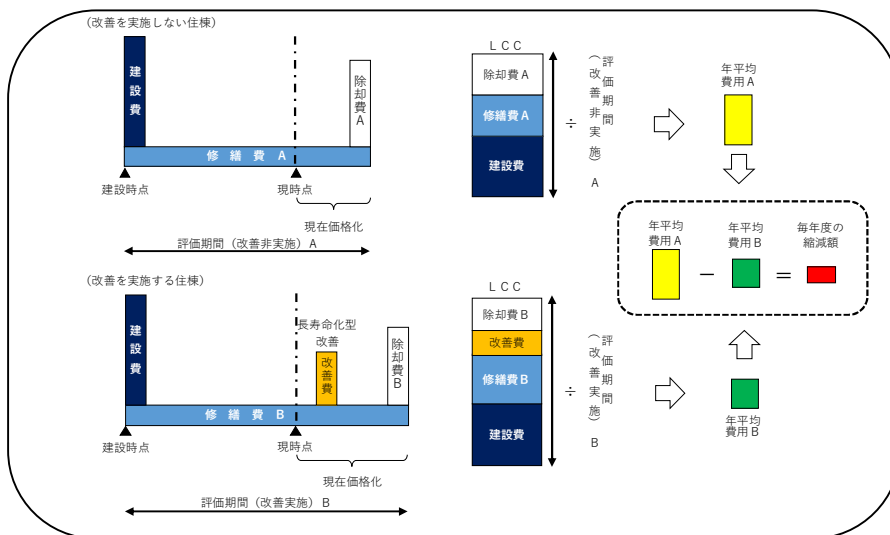 (改善を実施しない住棟)
建設費
除却費A
修 繕 費 A
建設時点
現時点
現在価格化
評価期間(改善非実施)A
LCC
除却費A
修繕費A
建設費
÷
評価期間
(改善非実施)A
年平均
費用A
年平均
費用A
−
年平均
費用B
=
毎年度の
縮減額
(改善を実施する住棟)
建設費
長寿命化型
改善
改善費
除却費B
修 繕 費 B
建設時点
現時点
現在価格化
評価期間(改善実施)B
LCC
除却費B
改善費
修繕費B
建設費
÷
評価期間
(改善実施)B
年平均
費用B